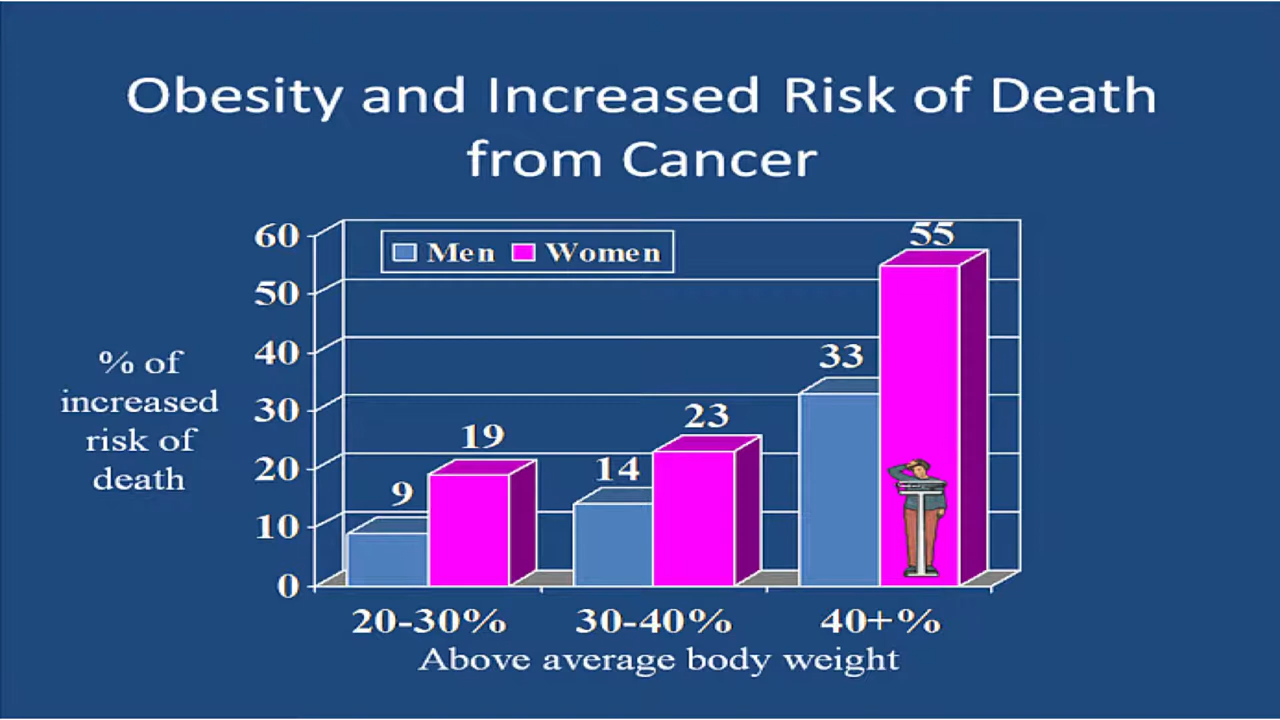 Obesity and Increased Risk of Death
from Cancer
60
50
40
30
20
10
0
Men Women
% of
increased
risk of
death
9
19
14
23
33
55
20-30% 30-40% 40+%
Above average body weight